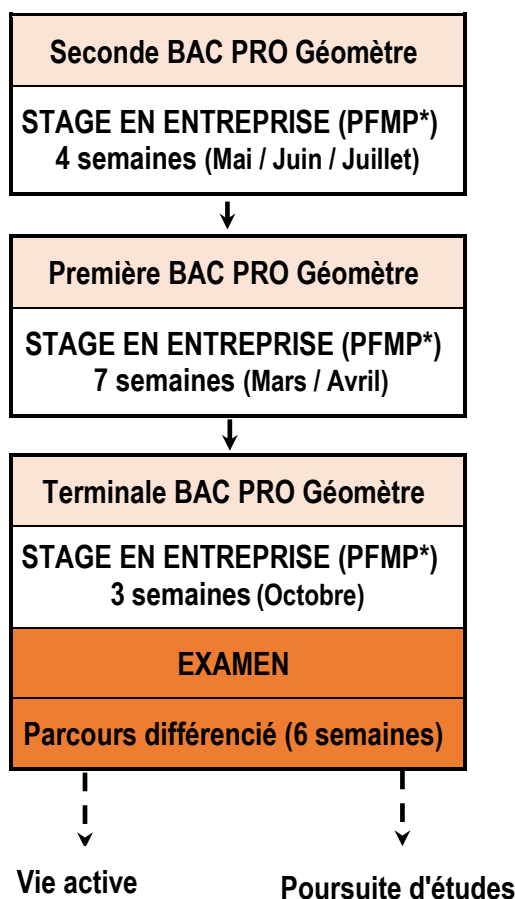 Seconde BAC PRO Géomètre
STAGE EN ENTREPRISE (PFMP*)
4 semaines (Mai / Juin / Juillet)
Première BAC PRO Géomètre
STAGE EN ENTREPRISE (PFMP*)
7 semaines (Mars / Avril)
Terminale BAC PRO Géomètre
STAGE EN ENTREPRISE (PFMP*)
3 semaines (Octobre)
EXAMEN
Parcours différencié (6 semaines)
Vie active
Poursuite d'études